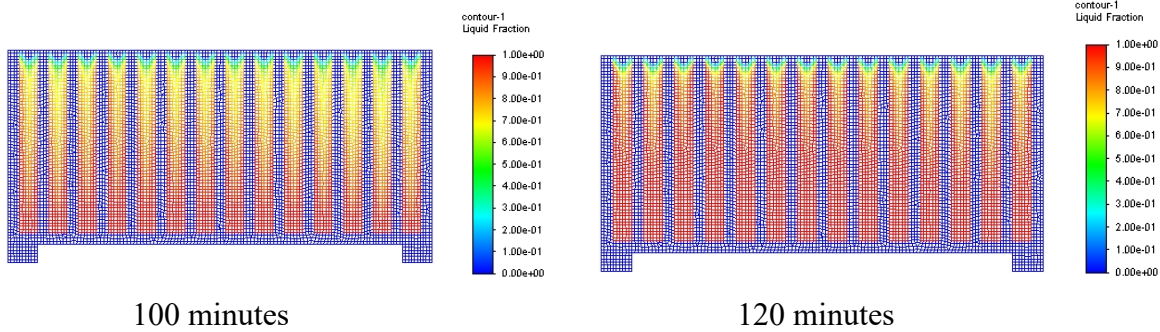 contour-1
Liquid Fraction
1.00e+00
9.00e-01
8.00e-01
7.00e-01
6.00e-01
5.00e-01
4.00e-01
3.00e-01
2.00e-01
1.00e-01
0.00e+00
100 minutes
contour-1
Liquid Fraction
1.00e+00
9.00e-01
8.00e-01
7.00e-01
6.00e-01
5.00e-01
4.00e-01
3.00e-01
2.00e-01
1.00e-01
0.00e+00
120 minutes